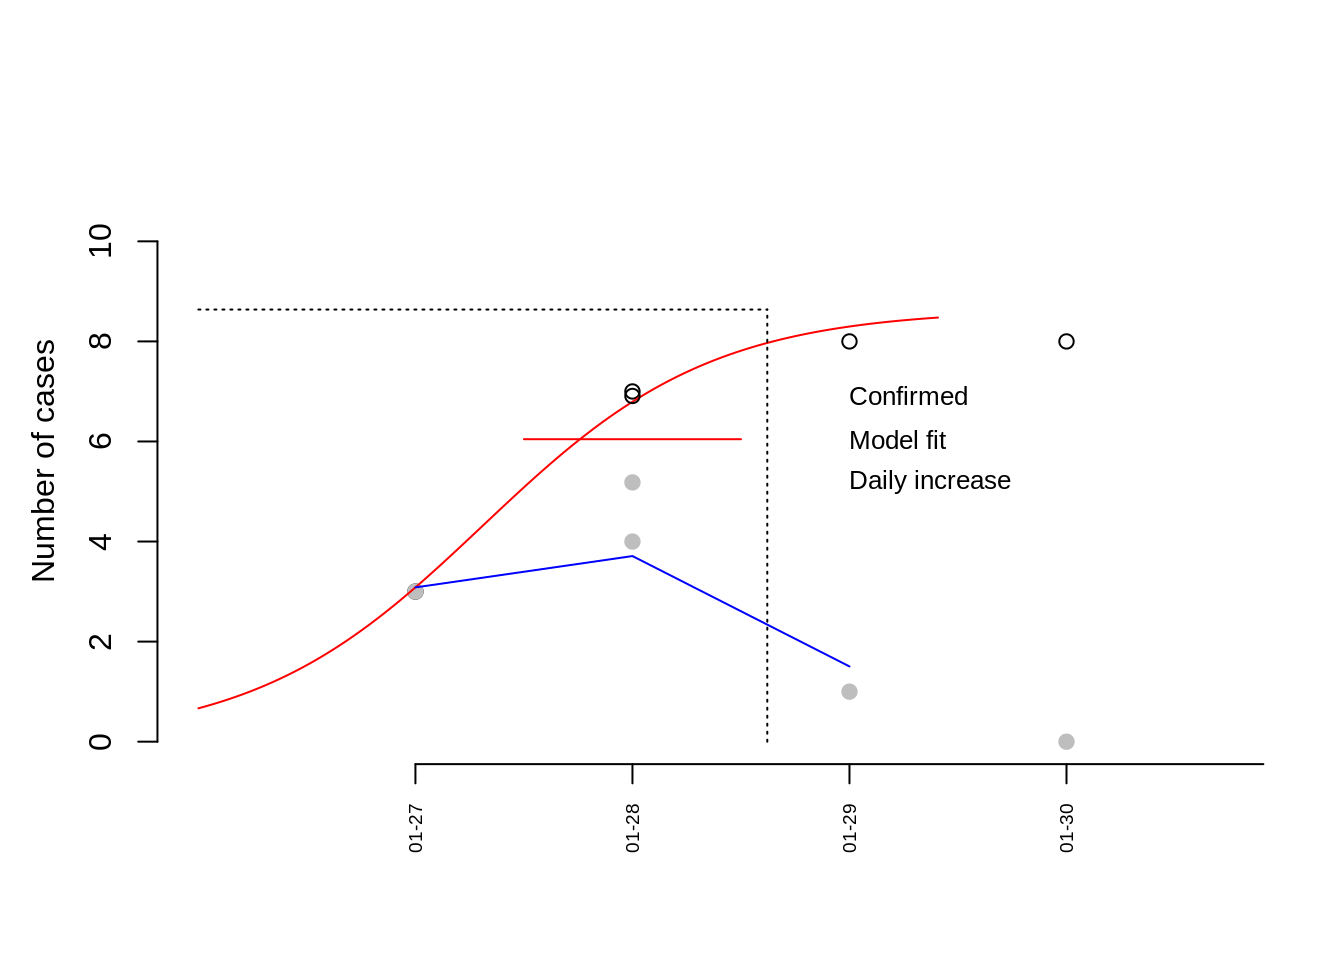 Number of cases
10
8
6
4
2
0
Confirmed
Model fit
Daily increase
01-27
01-28
01-29
01-30